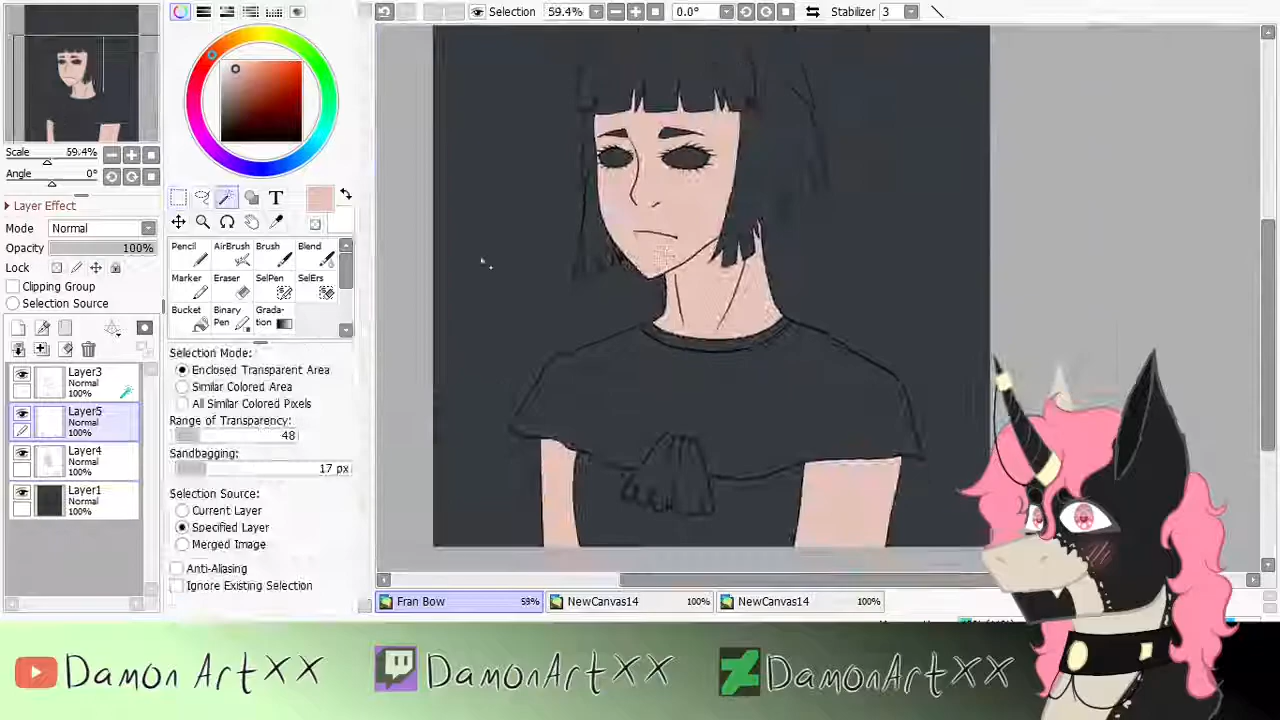 Selection 59.4% 0.0° Stabilizer 3
Scale 59.4%
Angle 0°
Layer Effect
Mode Normal
Opacity 100%
Lock
Clipping Group
Selection Source
Layer3
Normal
100%
Layer5
Normal
100%
Layer4
Normal
100%
Layer1
Normal
100%
T
Pencil AirBrush Brush Blend
Marker Eraser SelPen SelErs
Bucket Binary Pen Grada-tion
Selection Mode:
Enclosed Transparent Area
Similar Colored Area
All Similar Colored Pixels
Range of Transparency:
48
Sandbagging:
17 px
Selection Source:
Current Layer
Specified Layer
Merged Image
Anti-Aliasing
Ignore Existing Selection
Fran Bow 59% NewCanvas14 100% NewCanvas14 100%
DamonArtXX DamonArtXX DamonArtXX